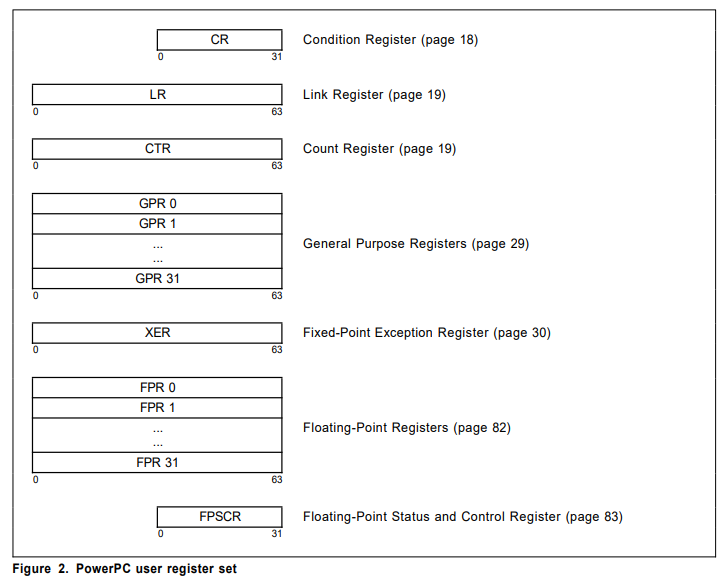 CR Condition Register (page 18)
0 31
LR Link Register (page 19)
0 63
CTR Count Register (page 19)
0 63
GPR 0
GPR 1
...
General Purpose Registers (page 29)
...
GPR 31
0 63
XER Fixed-Point Exception Register (page 30)
0 63
FPR 0
FPR 1
...
Floating-Point Registers (page 82)
...
FPR 31
0 63
FPSCR Floating-Point Status and Control Register (page 83)
0 31
Figure 2. PowerPC user register set